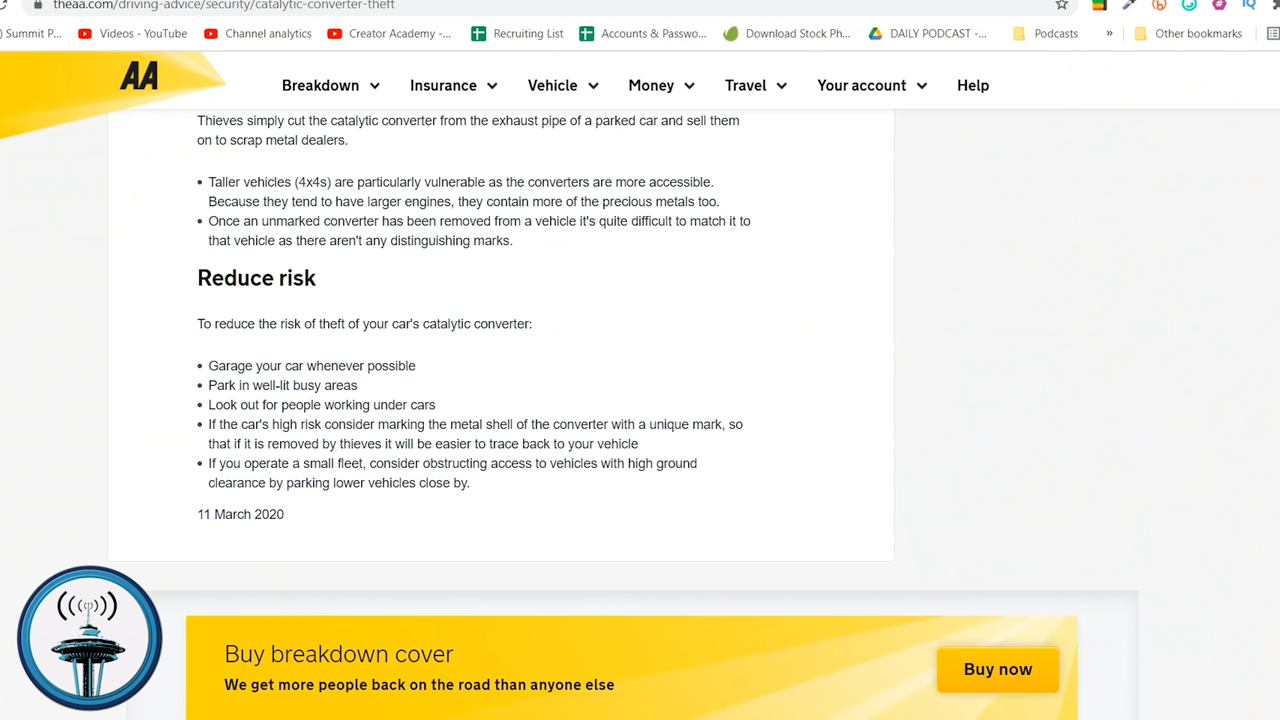 theaa.com/driving-advice/security/catalytic-converter-theft
) Summit P... Videos - YouTube Channel analytics Creator Academy -... Recruiting List Accounts & Passwo... Download Stock Ph... DAILY PODCAST -... Podcasts » Other bookmarks
AA Breakdown Insurance Vehicle Money Travel Your account Help
Thieves simply cut the catalytic converter from the exhaust pipe of a parked car and sell them
on to scrap metal dealers.
• Taller vehicles (4x4s) are particularly vulnerable as the converters are more accessible.
Because they tend to have larger engines, they contain more of the precious metals too.
• Once an unmarked converter has been removed from a vehicle it's quite difficult to match it to
that vehicle as there aren't any distinguishing marks.
Reduce risk
To reduce the risk of theft of your car's catalytic converter:
• Garage your car whenever possible
• Park in well-lit busy areas
• Look out for people working under cars
• If the car's high risk consider marking the metal shell of the converter with a unique mark, so
that if it is removed by thieves it will be easier to trace back to your vehicle
• If you operate a small fleet, consider obstructing access to vehicles with high ground
clearance by parking lower vehicles close by.
11 March 2020
Buy breakdown cover
We get more people back on the road than anyone else
Buy now